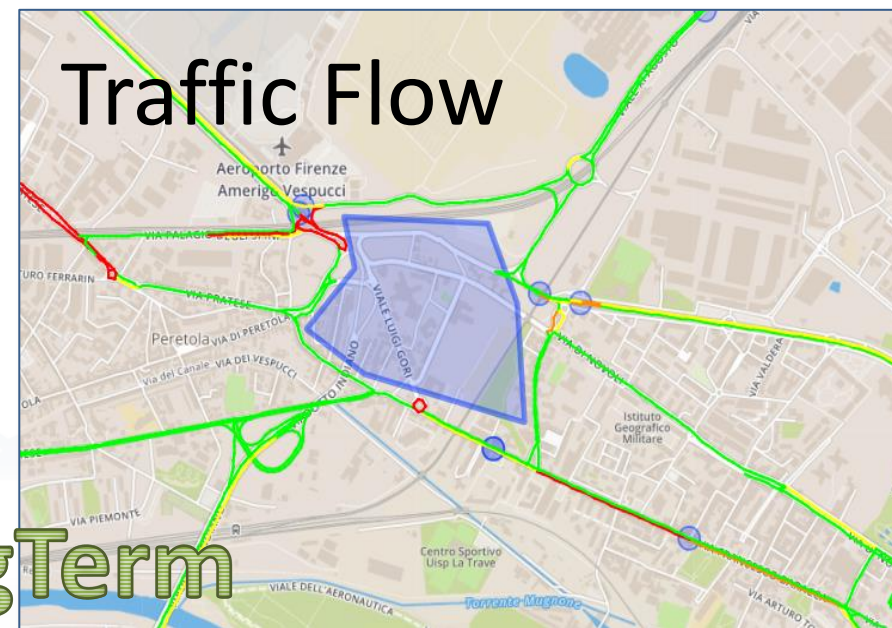 Traffic Flow
Aeroporto Firenze
Amerigo Vespucci
VIA PALAGIO DEGLI SPINI
URO FERRARIN
VIA PRATESE
Peretola
VIA DI PERETOLA
Via del Canale
VIA DEI VESPUCCI
OLA
VIALE LUIGI GORI
VIA DI NOVOLI
VIA VALDERA
Istituto
Geografico
Militare
VIA PIEMONTE
gTerm
Centro Sportivo
Uisp La Trave
VIALE DELL'AERONAUTICA
Torrente Mugnone
VIA ARTURO TO